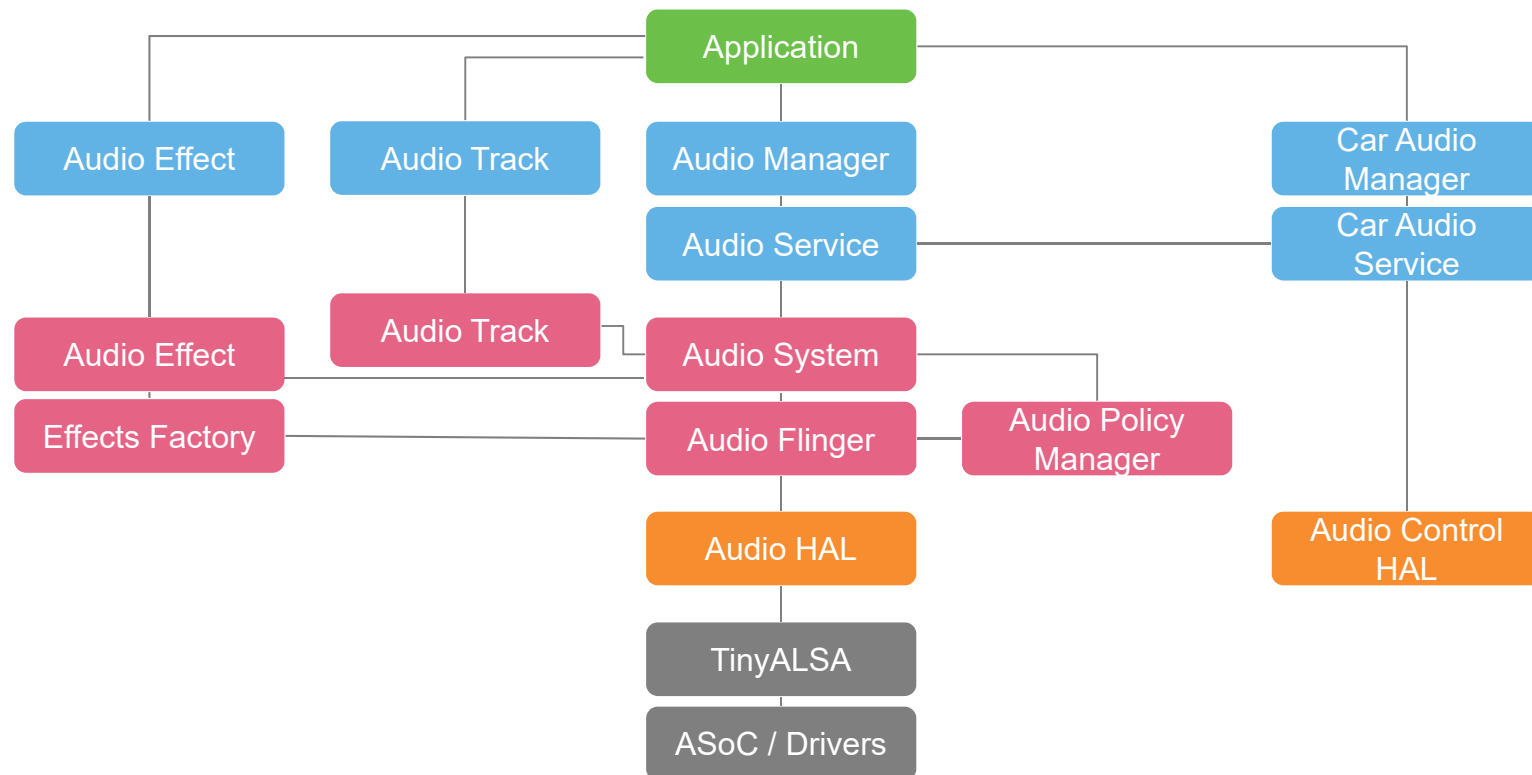 Application
Audio Effect
Audio Track
Audio Manager
Car Audio
Manager
Audio Service
Car Audio
Service
Audio Effect
Audio Track
Audio System
Effects Factory
Audio Flinger
Audio Policy
Manager
Audio HAL
Audio Control
HAL
TinyALSA
ASoC / Drivers